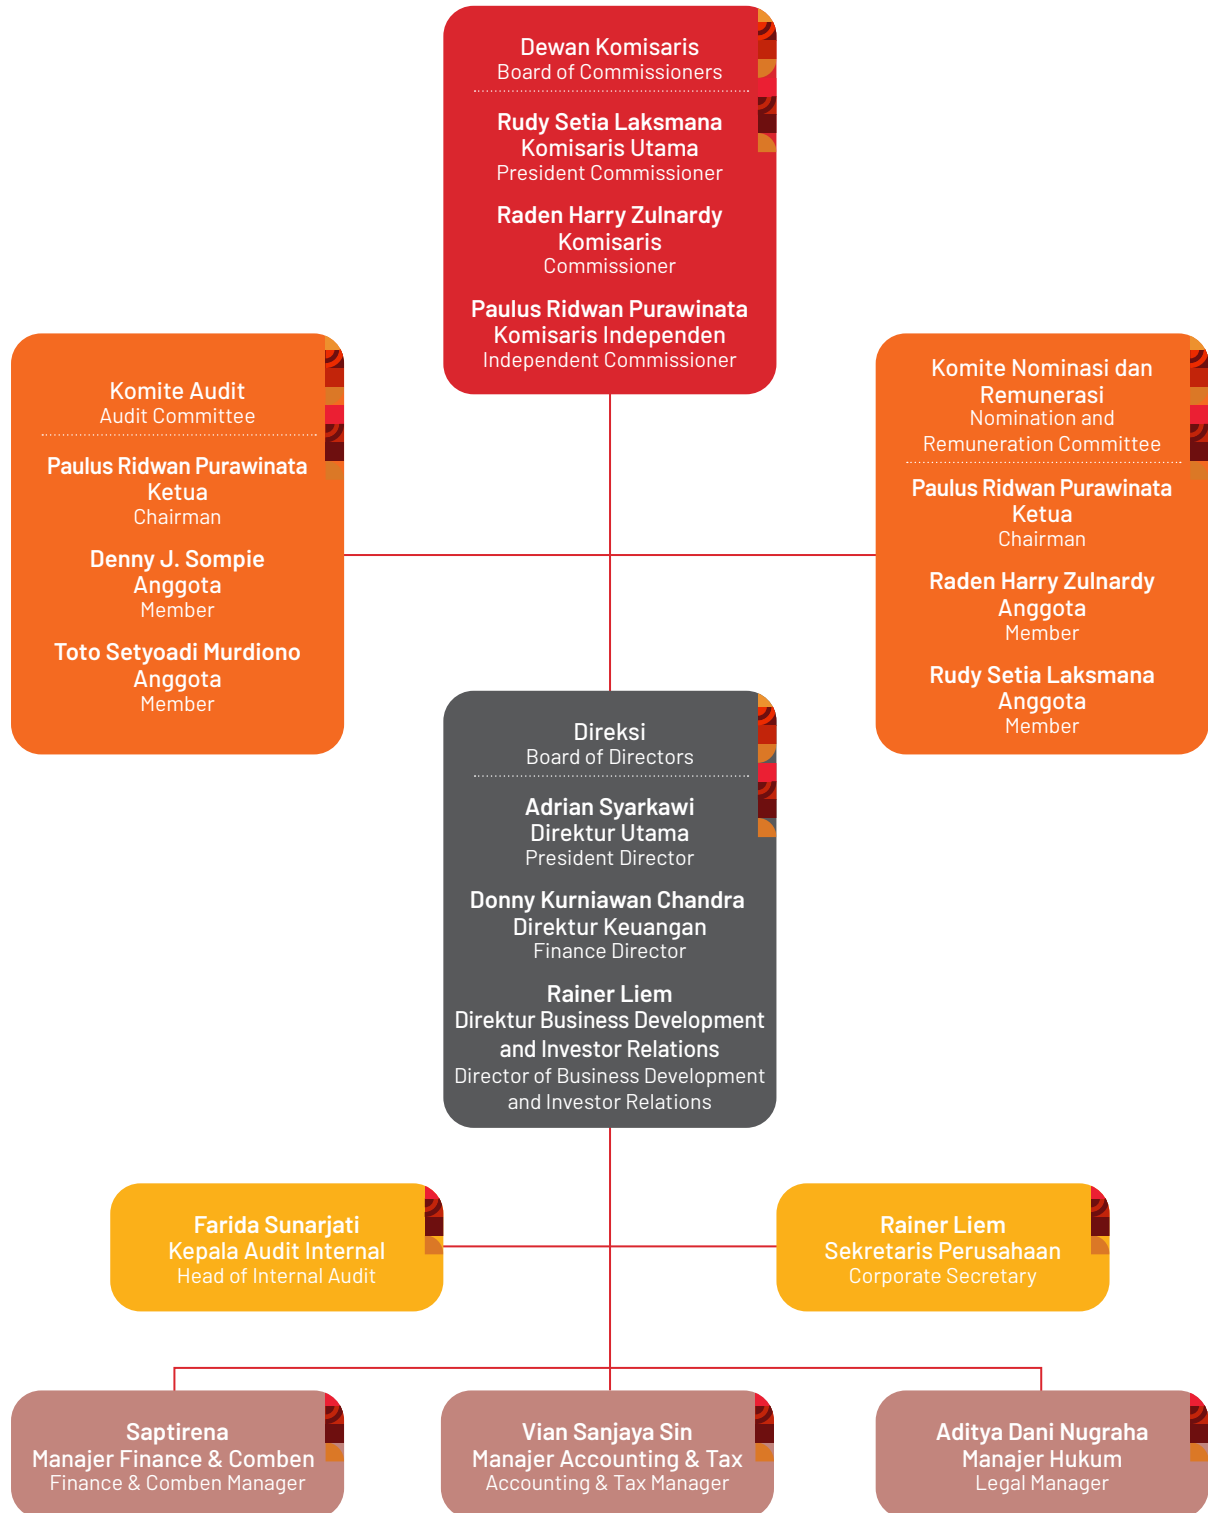 Dewan Komisaris
Board of Commissioners
Rudy Setia Laksmana
Komisaris Utama
President Commissioner
Raden Harry Zulnardy
Komisaris
Commissioner
Paulus Ridwan Purawinata
Komisaris Independen
Independent Commissioner
Komite Audit
Audit Committee
Paulus Ridwan Purawinata
Ketua
Chairman
Denny J. Sompie
Anggota
Member
Toto Setyoadi Murdiono
Anggota
Member
Komite Nominasi dan
Remunerasi
Nomination and
Remuneration Committee
Paulus Ridwan Purawinata
Ketua
Chairman
Raden Harry Zulnardy
Anggota
Member
Rudy Setia Laksmana
Anggota
Member
Direksi
Board of Directors
Adrian Syarkawi
Direktur Utama
President Director
Donny Kurniawan Chandra
Direktur Keuangan
Finance Director
Rainer Liem
Direktur Business Development
and Investor Relations
Director of Business Development
and Investor Relations
Farida Sunarjati
Kepala Audit Internal
Head of Internal Audit
Rainer Liem
Sekretaris Perusahaan
Corporate Secretary
Saptirena
Manajer Finance & Comben
Finance & Comben Manager
Vian Sanjaya Sin
Manajer Accounting & Tax
Accounting & Tax Manager
Aditya Dani Nugraha
Manajer Hukum
Legal Manager